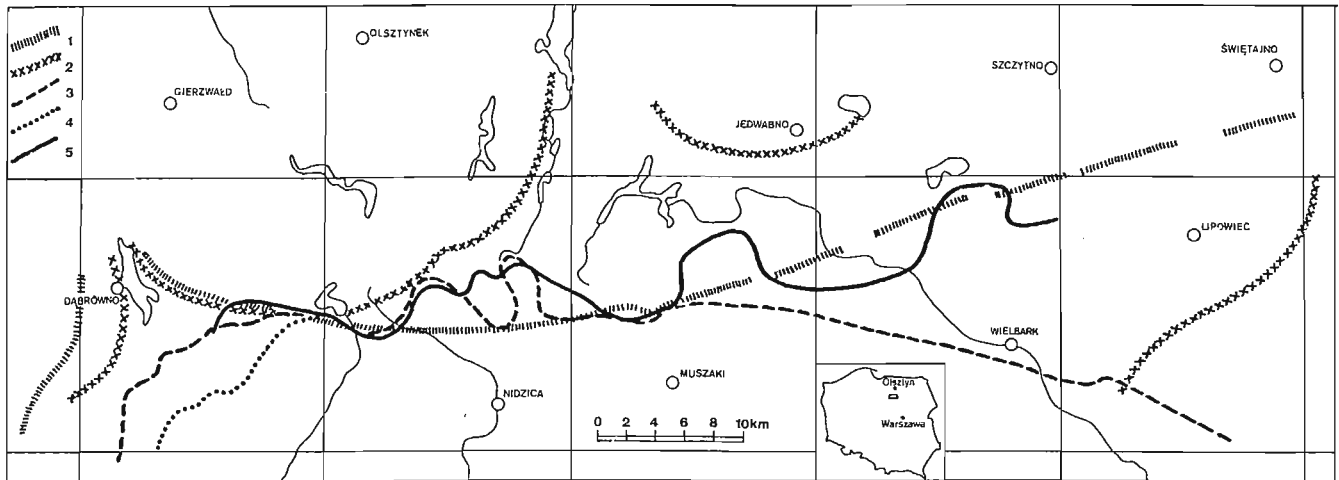 1
2
3
4
5
OLSZTYNEK
GIERZWAŁD
SZCZYTNO
ŚWIĘTAJNO
JEDWABNO
LIPOWIEC
DĄBRÓWNO
WIELBARK
MUSZAKI
NIDZICA
0 2 4 6 8 10km
Olsztyn
Warszawa